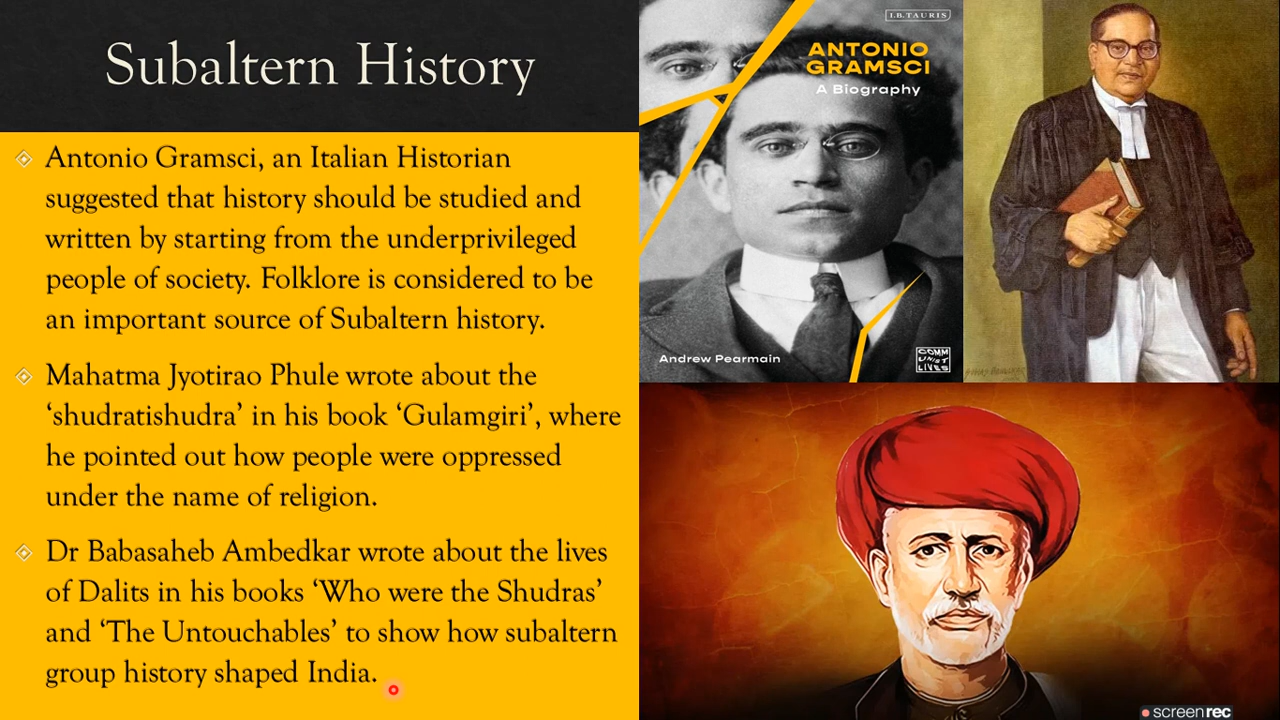 Subaltern History
Antonio Gramsci, an Italian Historian
suggested that history should be studied and
written by starting from the underprivileged
people of society. Folklore is considered to be
an important source of Subaltern history.
Mahatma Jyotirao Phule wrote about the
‘shudratishudra’ in his book ‘Gulamgiri’, where
he pointed out how people were oppressed
under the name of religion.
Dr Babasaheb Ambedkar wrote about the lives
of Dalits in his books ‘Who were the Shudras’
and ‘The Untouchables’ to show how subaltern
group history shaped India.
I.B.TAURIS
ANTONIO
GRAMSCI
A Biography
Andrew Pearmain
COMM
UNIST
LIVES
screenrec